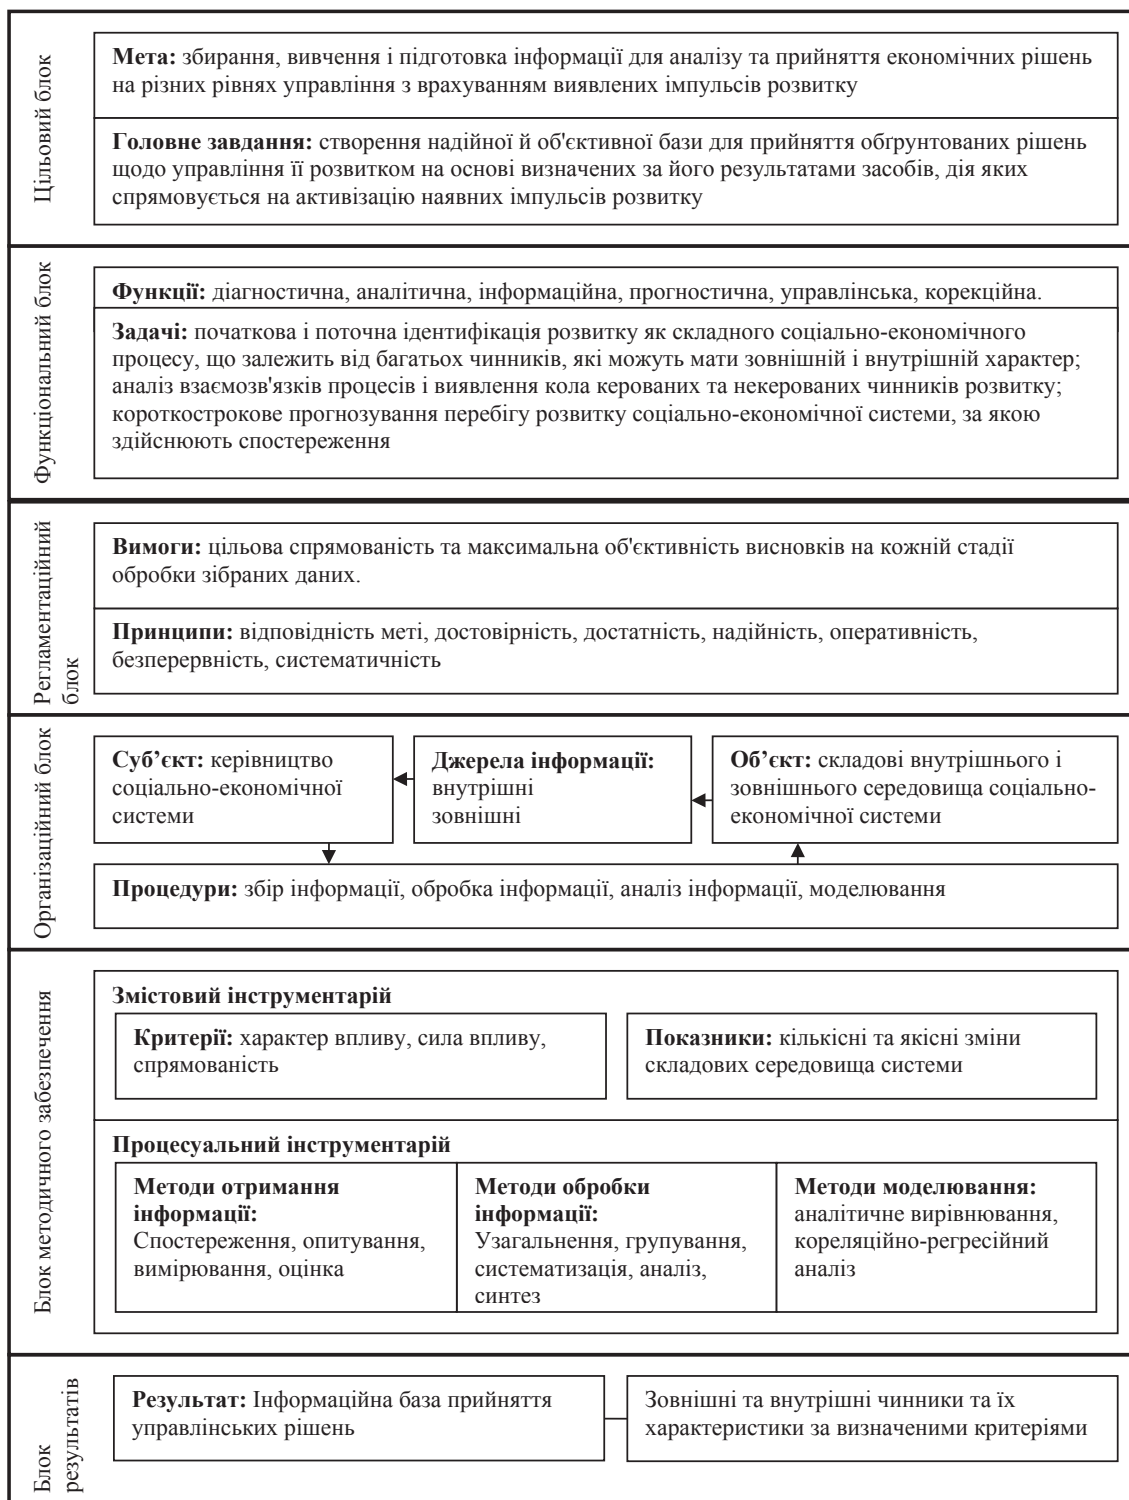 Цільовий блок
Мета: збирання, вивчення і підготовка інформації для аналізу та прийняття економічних рішень
на різних рівнях управління з врахуванням виявлених імпульсів розвитку
Головне завдання: створення надійної й об'єктивної бази для прийняття обґрунтованих рішень
щодо управління її розвитком на основі визначених за його результатами засобів, дія яких
спрямовується на активізацію наявних імпульсів розвитку
Функціональний блок
Функції: діагностична, аналітична, інформаційна, прогностична, управлінська, корекційна.
Задачі: початкова і поточна ідентифікація розвитку як складного соціально-економічного
процесу, що залежить від багатьох чинників, які можуть мати зовнішній і внутрішній характер;
аналіз взаємозв'язків процесів і виявлення кола керованих та некерованих чинників розвитку;
короткострокове прогнозування перебігу розвитку соціально-економічної системи, за якою
здійснюють спостереження
Регламентаційний
блок
Вимоги: цільова спрямованість та максимальна об'єктивність висновків на кожній стадії
обробки зібраних даних.
Принципи: відповідність меті, достовірність, достатність, надійність, оперативність,
безперервність, систематичність
Організаційний блок
Суб’єкт: керівництво
соціально-економічної
системи
Джерела інформації:
внутрішні
зовнішні
Об’єкт: складові внутрішнього і
зовнішнього середовища соціально-
економічної системи
Процедури: збір інформації, обробка інформації, аналіз інформації, моделювання
Блок методичного забезпечення
Змістовий інструментарій
Критерії: характер впливу, сила впливу,
спрямованість
Показники: кількісні та якісні зміни
складових середовища системи
Процесуальний інструментарій
Методи отримання
інформації:
Спостереження, опитування,
вимірювання, оцінка
Методи обробки
інформації:
Узагальнення, групування,
систематизація, аналіз,
синтез
Методи моделювання:
аналітичне вирівнювання,
кореляційно-регресійний
аналіз
Блок
результатів
Результат: Інформаційна база прийняття
управлінських рішень
Зовнішні та внутрішні чинники та їх
характеристики за визначеними критеріями